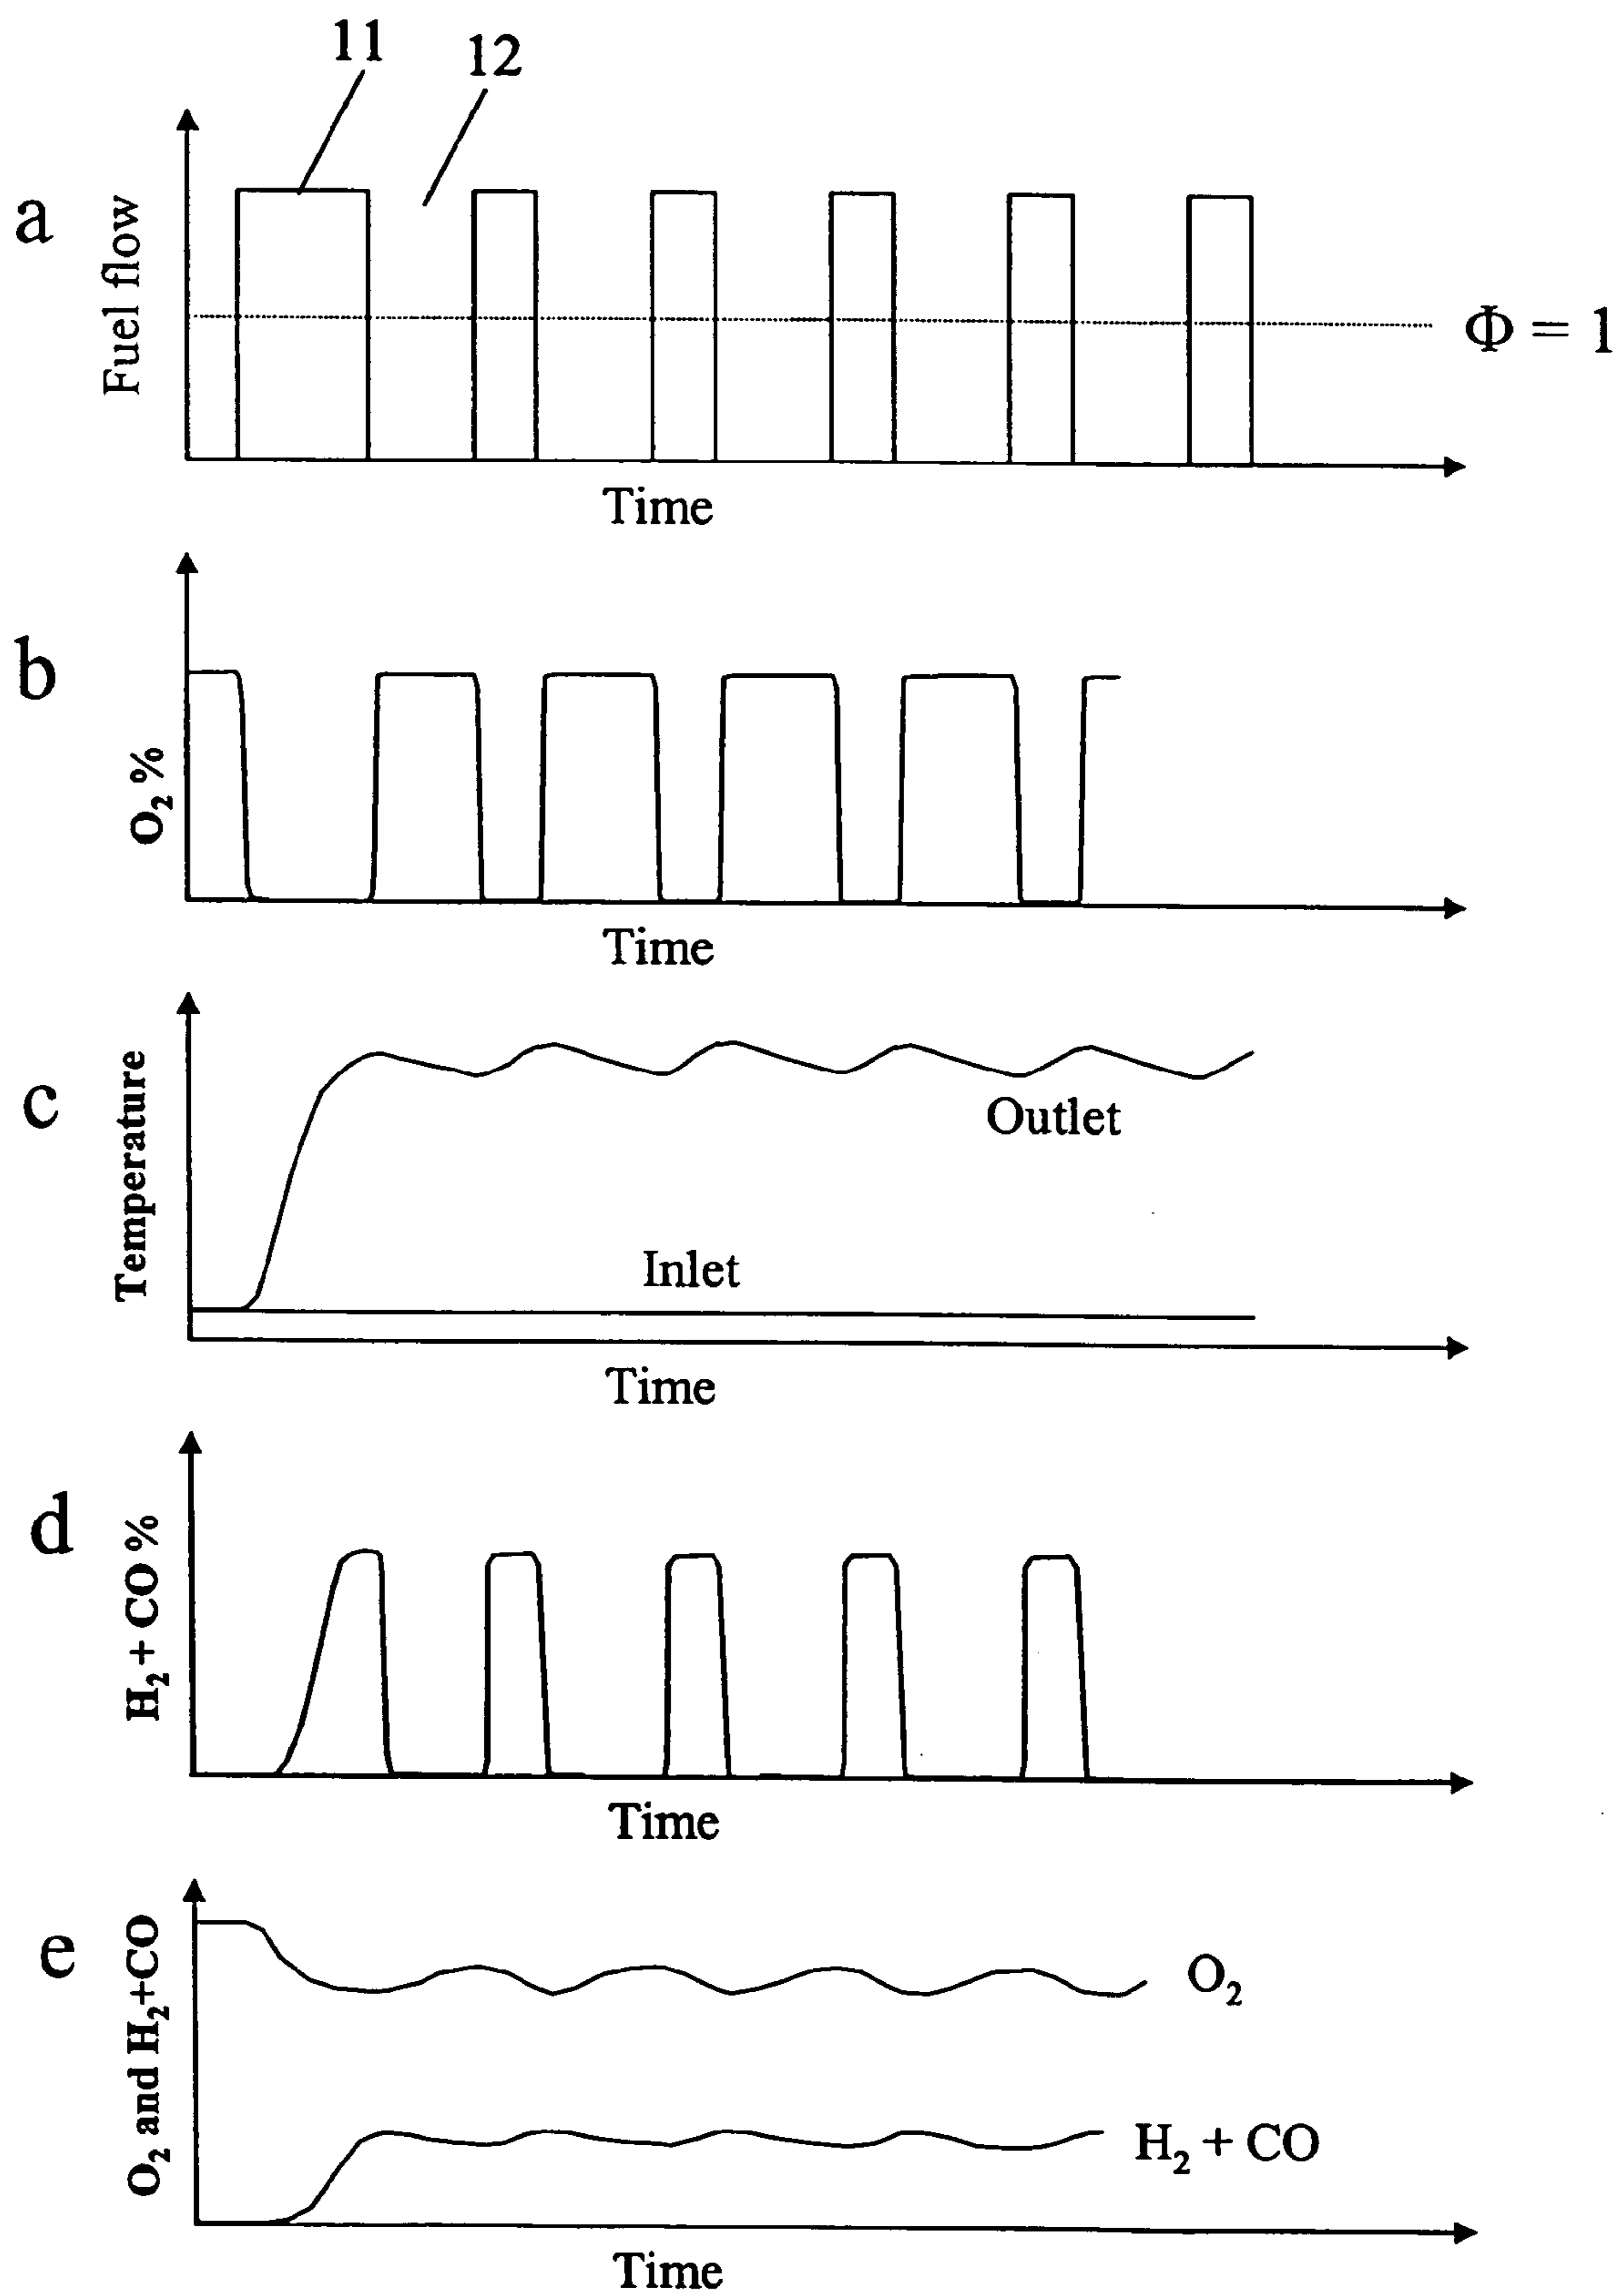 11
12
a
Fuel flow
Φ = 1
Time
b
O₂ %
Time
c
Temperature
Outlet
Inlet
Time
d
H₂ + CO %
Time
e
O₂ and H₂+CO
O₂
H₂ + CO
Time